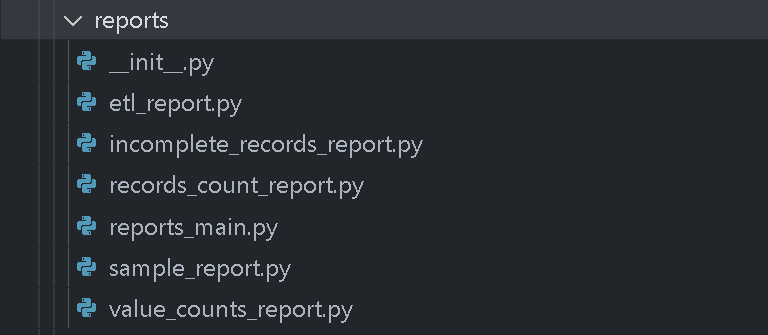 reports
__init__.py
etl_report.py
incomplete_records_report.py
records_count_report.py
reports_main.py
sample_report.py
value_counts_report.py